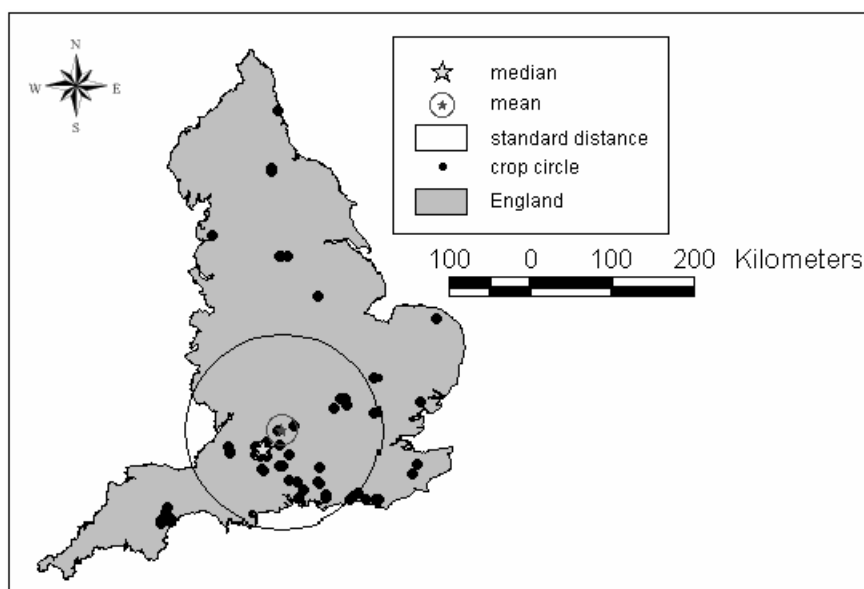 N
W E
S
median
mean
standard distance
crop circle
England
100 0 100 200 Kilometers